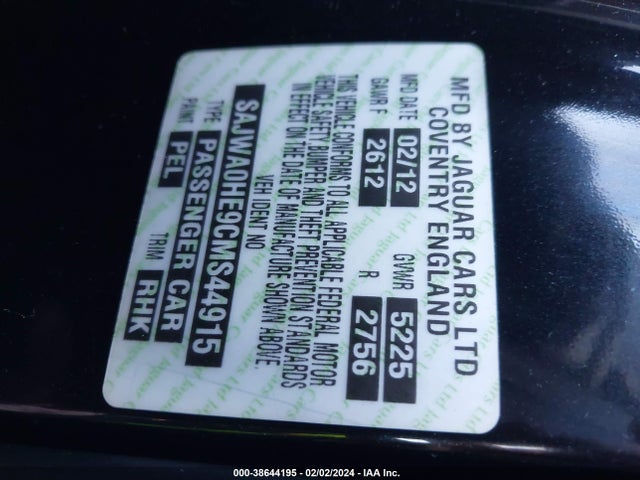 MFD BY JAGUAR CARS LTD
COVENTRY ENGLAND
MFD DATE 02/12 GVWR 5225
GAWR F 2612 R 2756
THIS VEHICLE CONFORMS TO ALL APPLICABLE FEDERAL MOTOR
VEHICLE SAFETY BUMPER AND THEFT PREVENTION STANDARDS
IN EFFECT ON THE DATE OF MANUFACTURE SHOWN ABOVE.
VEH IDENT NO
SAJWA0HE9CMS44915
TYPE PASSENGER CAR
PAINT PEL TRIM RHK
000-38644195 - 02/02/2024 - IAA Inc.